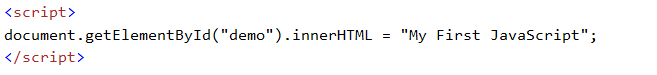 <script>
document.getElementById("demo").innerHTML = "My First JavaScript";
</script>